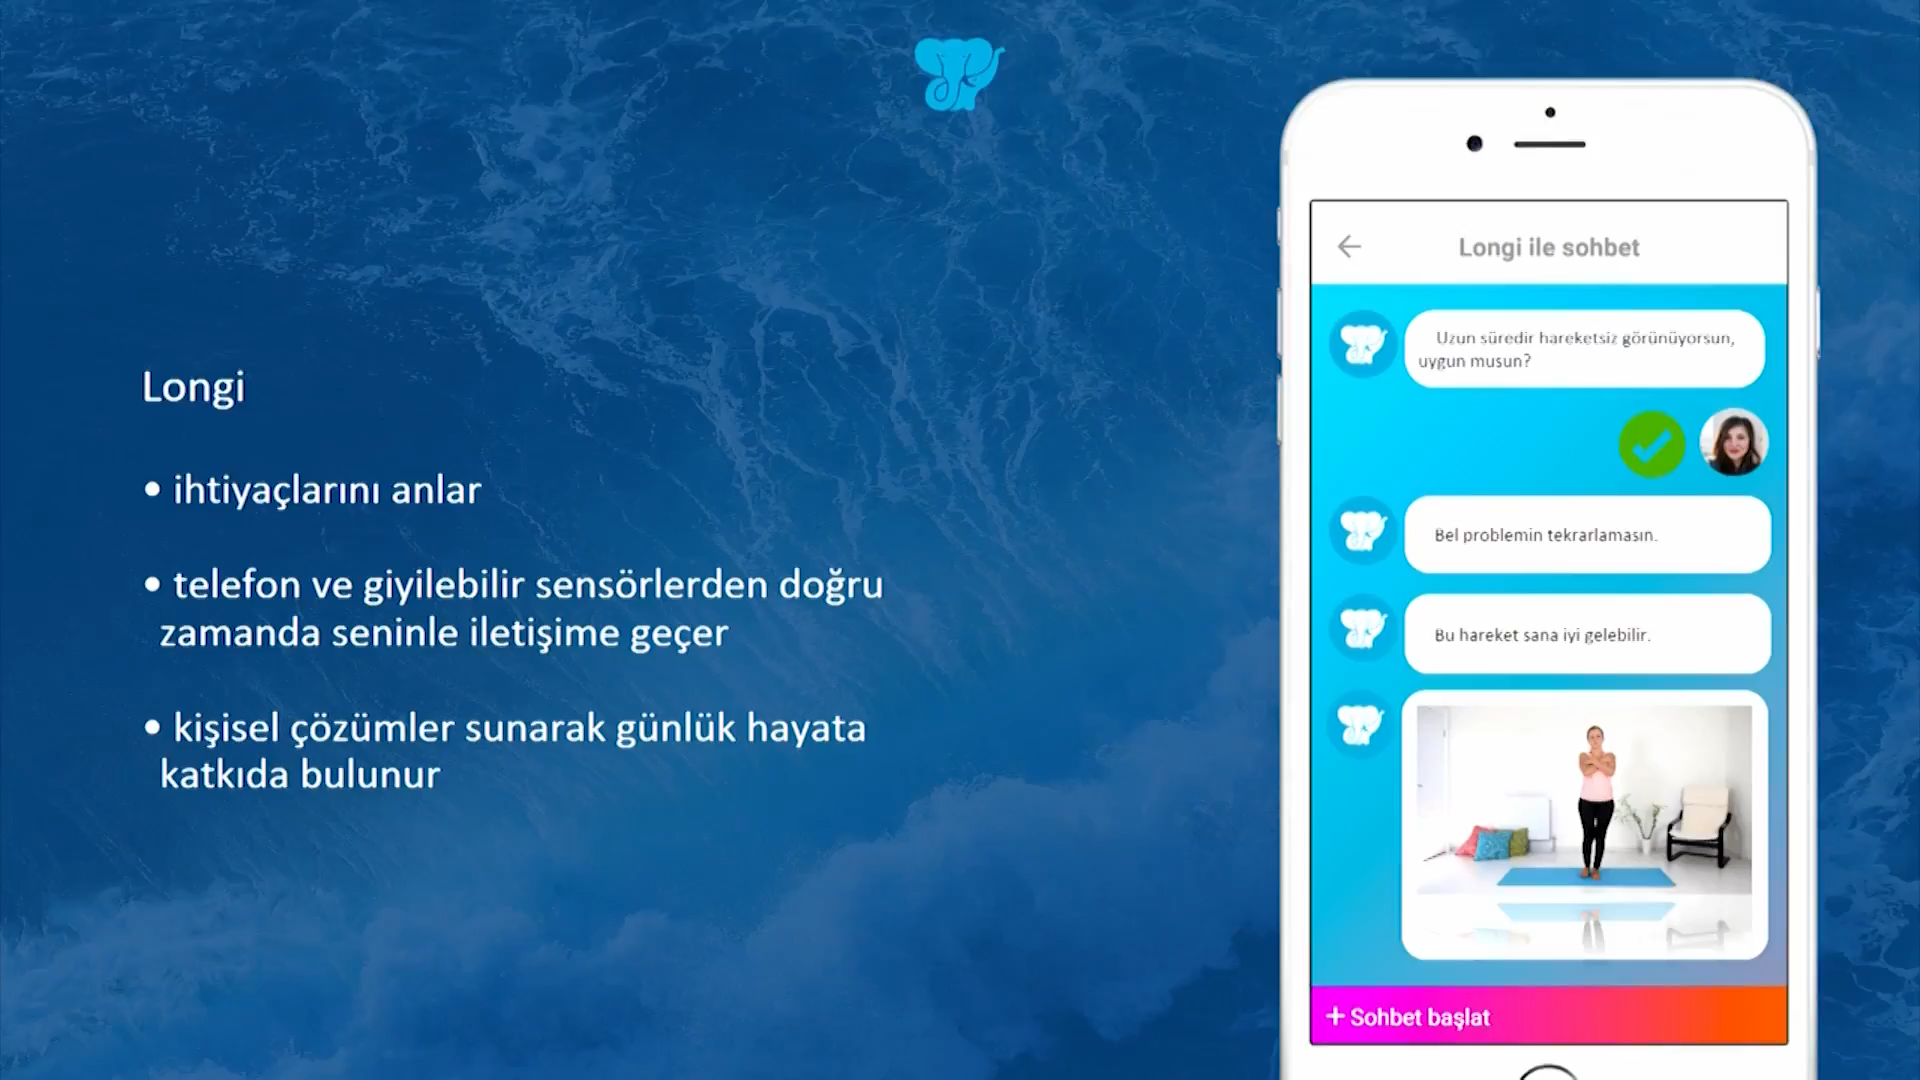 Longi
• ihtiyaçlarını anlar
• telefon ve giyilebilir sensörlerden doğru
zamanda seninle iletişime geçer
• kişisel çözümler sunarak günlük hayata
katkıda bulunur
Longi ile sohbet
Uzun süredir hareketsiz görünüyorsun,
uygun musun?
Bel problemin tekrarlamasın.
Bu hareket sana iyi gelebilir.
+ Sohbet başlat